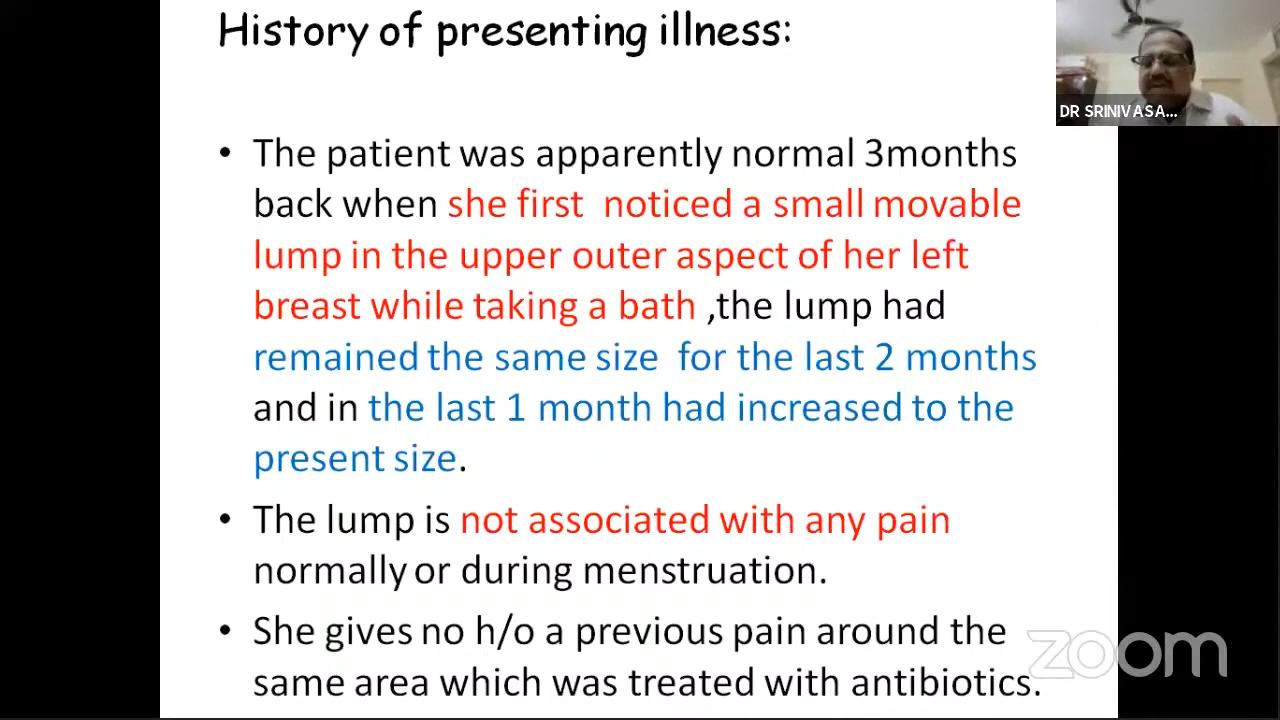 History of presenting illness:
DR SRINIVASA...
• The patient was apparently normal 3months
back when she first noticed a small movable
lump in the upper outer aspect of her left
breast while taking a bath ,the lump had
remained the same size for the last 2 months
and in the last 1 month had increased to the
present size.
• The lump is not associated with any pain
normally or during menstruation.
• She gives no h/o a previous pain around the
same area which was treated with antibiotics.
zoom